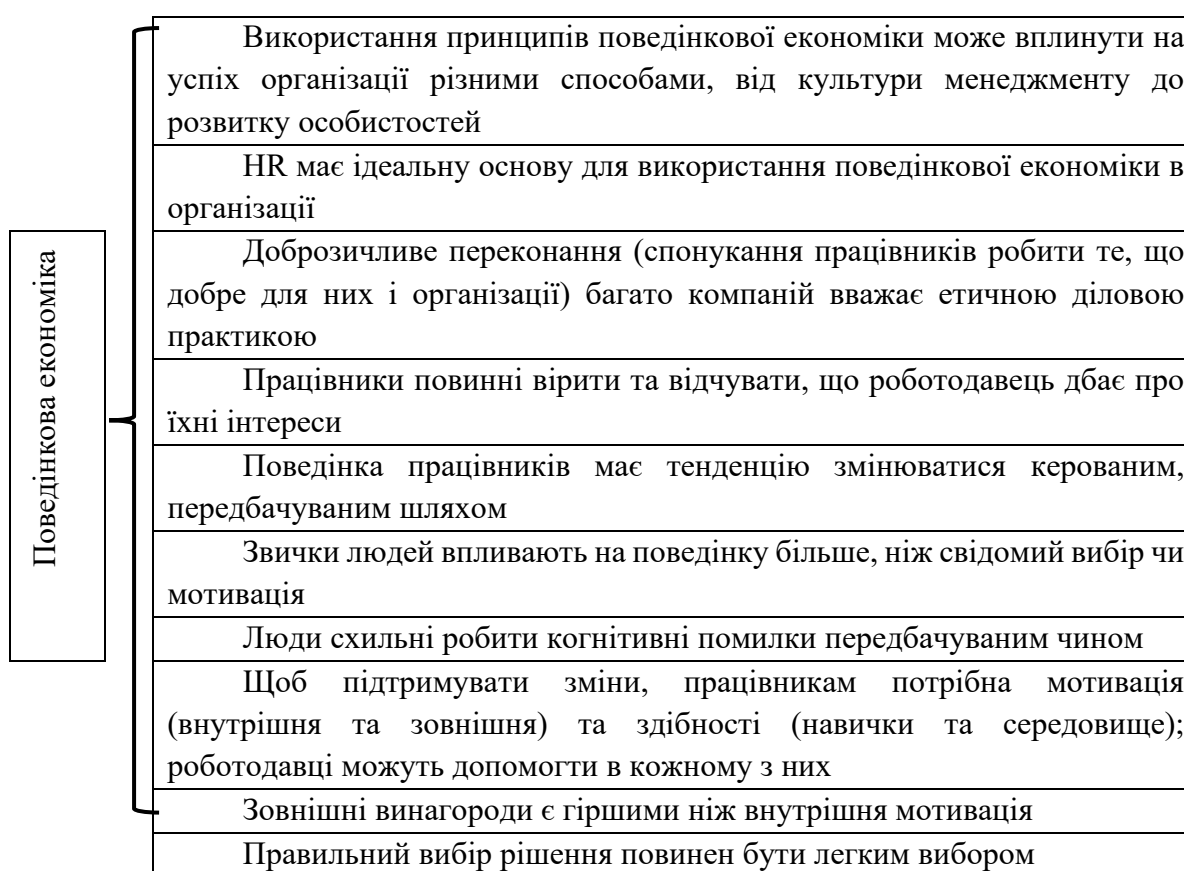 Поведінкова економіка
Використання принципів поведінкової економіки може вплинути на
успіх організації різними способами, від культури менеджменту до
розвитку особистостей
HR має ідеальну основу для використання поведінкової економіки в
організації
Доброзичливе переконання (спонукання працівників робити те, що
добре для них і організації) багато компаній вважає етичною діловою
практикою
Працівники повинні вірити та відчувати, що роботодавець дбає про
їхні інтереси
Поведінка працівників має тенденцію змінюватися керованим,
передбачуваним шляхом
Звички людей впливають на поведінку більше, ніж свідомий вибір чи
мотивація
Люди схильні робити когнітивні помилки передбачуваним чином
Щоб підтримувати зміни, працівникам потрібна мотивація
(внутрішня та зовнішня) та здібності (навички та середовище);
роботодавці можуть допомогти в кожному з них
Зовнішні винагороди є гіршими ніж внутрішня мотивація
Правильний вибір рішення повинен бути легким вибором